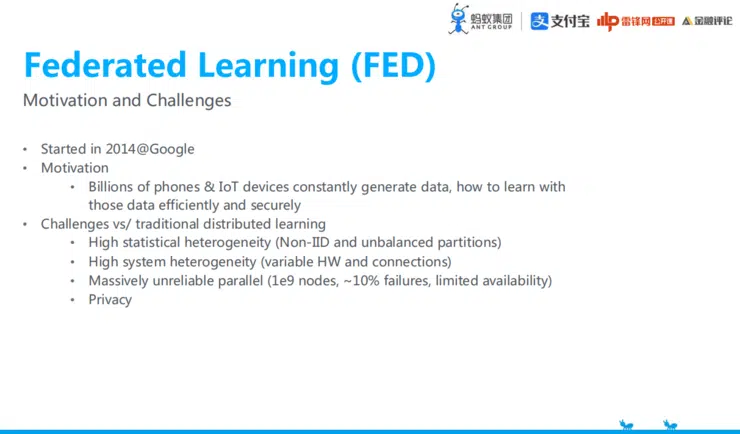 蚂蚁集团
ANT GROUP
支付宝
雷锋网 公开课
金融评论
Federated Learning (FED)
Motivation and Challenges
• Started in 2014@Google
• Motivation
• Billions of phones & IoT devices constantly generate data, how to learn with
those data efficiently and securely
• Challenges vs/ traditional distributed learning
• High statistical heterogeneity (Non-IID and unbalanced partitions)
• High system heterogeneity (variable HW and connections)
• Massively unreliable parallel (1e9 nodes, ~10% failures, limited availability)
• Privacy